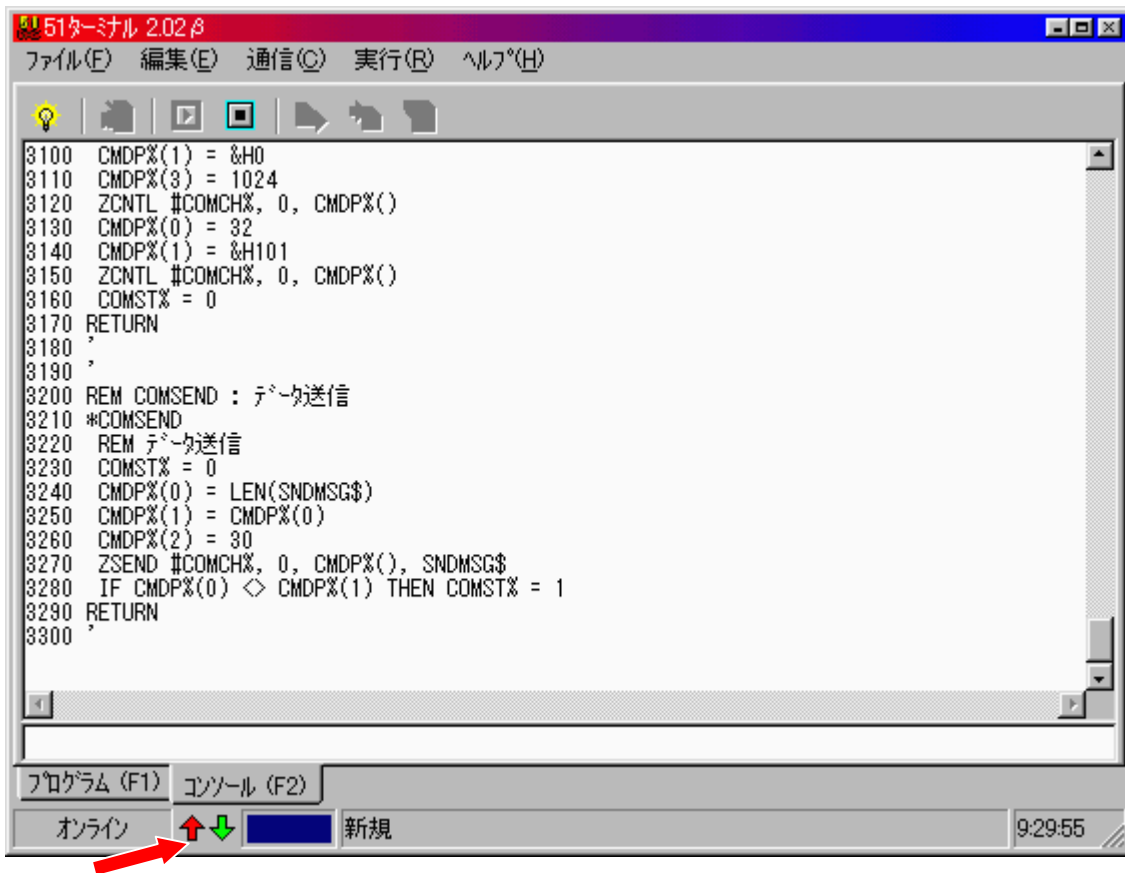 51ターミナル 2.02β
ファイル(F) 編集(E) 通信(C) 実行(R) ヘルプ(H)
3100  CMDP%(1) = &H0
3110  CMDP%(3) = 1024
3120  ZCNTL #COMCH%, 0, CMDP%()
3130  CMDP%(0) = 32
3140  CMDP%(1) = &H101
3150  ZCNTL #COMCH%, 0, CMDP%()
3160  COMST% = 0
3170 RETURN
3180 '
3190 '
3200 REM COMSEND : データ送信
3210 *COMSEND
3220  REM データ送信
3230  COMST% = 0
3240  CMDP%(0) = LEN(SNDMSG$)
3250  CMDP%(1) = CMDP%(0)
3260  CMDP%(2) = 30
3270  ZSEND #COMCH%, 0, CMDP%(), SNDMSG$
3280  IF CMDP%(0) <> CMDP%(1) THEN COMST% = 1
3290 RETURN
3300 '
プログラム (F1) コンソール (F2)
オンライン 新規 9:29:55